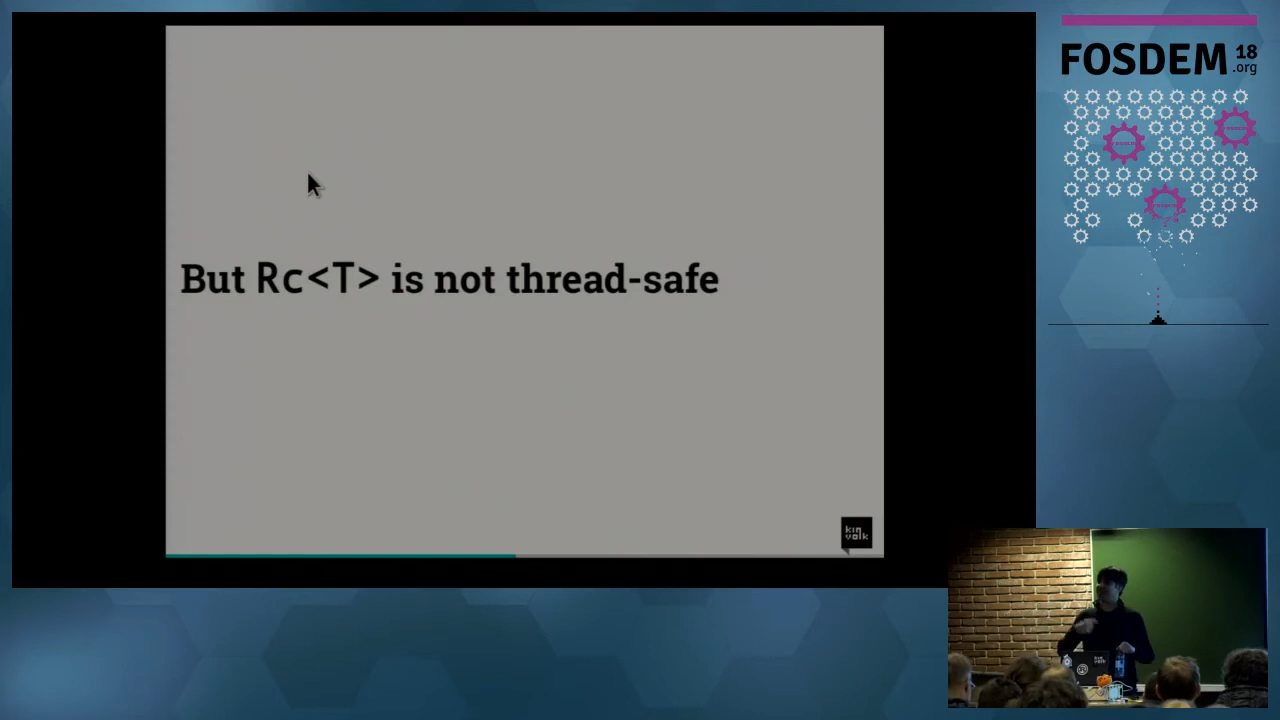 FOSDEM 18
.org
But Rc<T> is not thread-safe
kin
volk